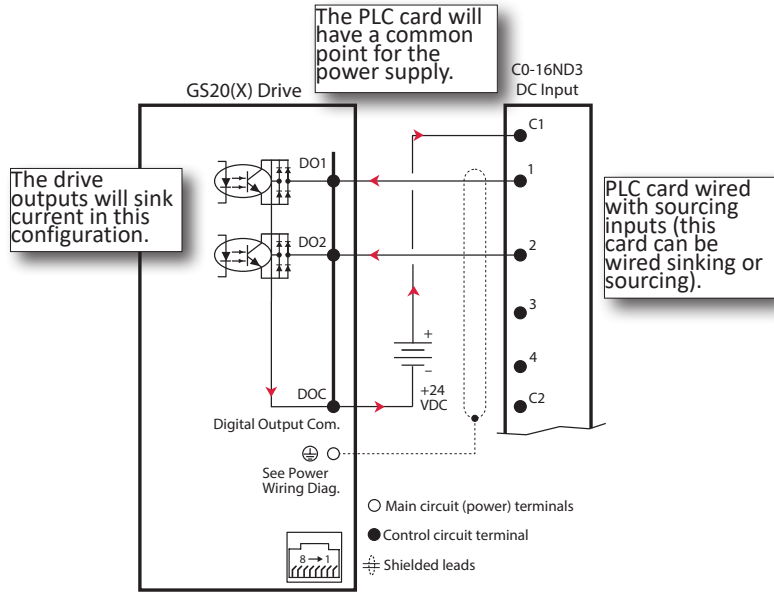 The PLC card will
have a common
point for the
power supply.
C0-16ND3
DC Input
GS20(X) Drive
C1
DO1
1
The drive
outputs will sink
current in this
configuration.
PLC card wired
with sourcing
inputs (this
card can be
wired sinking or
sourcing).
DO2
2
3
+
4
–
+24
VDC
DOC
C2
Digital Output Com.
See Power
Wiring Diag.
Main circuit (power) terminals
Control circuit terminal
8→1
Shielded leads